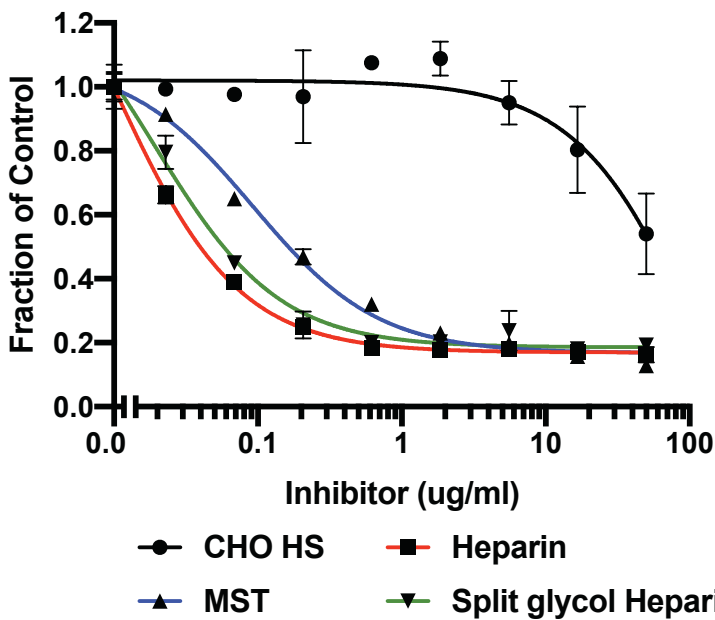 Fraction of Control
1.2
1.0
0.8
0.6
0.4
0.2
0.0
0.0 0.1 1 10 100
Inhibitor (ug/ml)
CHO HS Heparin
MST Split glycol Hepari